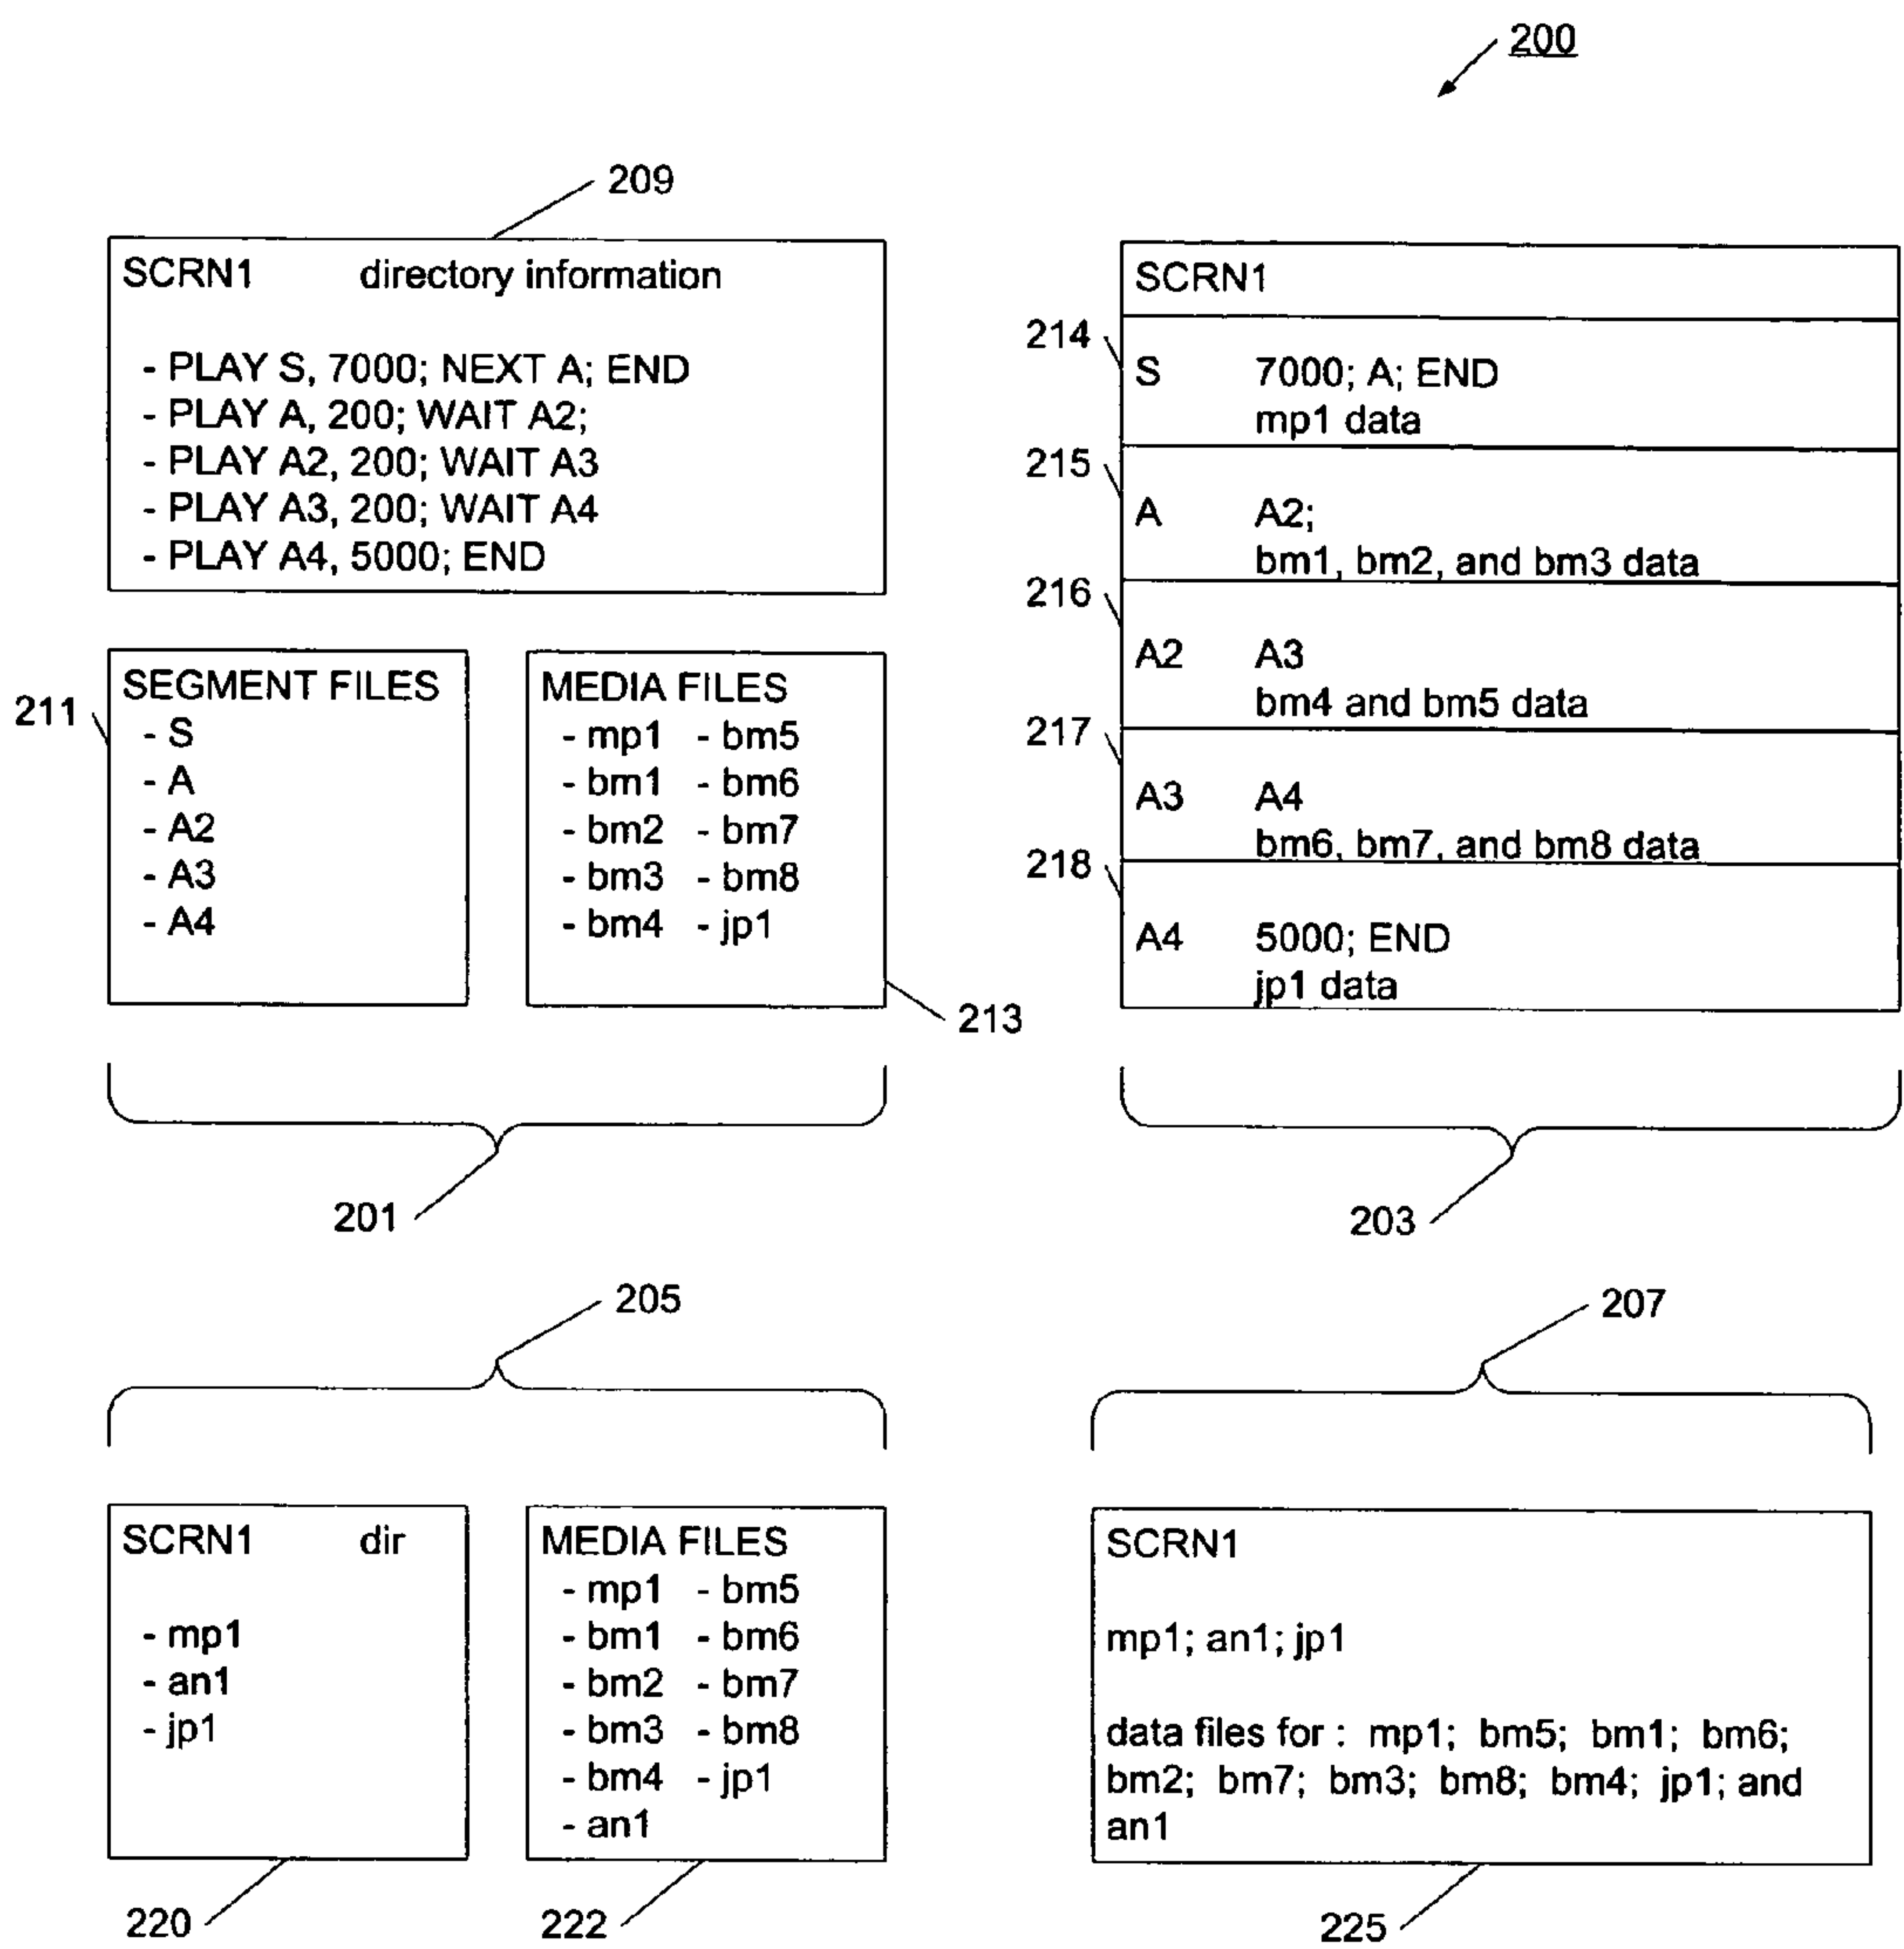 200
209
SCRN1 directory information
- PLAY S, 7000; NEXT A; END
- PLAY A, 200; WAIT A2;
- PLAY A2, 200; WAIT A3
- PLAY A3, 200; WAIT A4
- PLAY A4, 5000; END
211
SEGMENT FILES
- S
- A
- A2
- A3
- A4
MEDIA FILES
- mp1 - bm5
- bm1 - bm6
- bm2 - bm7
- bm3 - bm8
- bm4 - jp1
213
201
SCRN1
214
S 7000; A; END
mp1 data
215
A A2;
bm1, bm2, and bm3 data
216
A2 A3
bm4 and bm5 data
217
A3 A4
bm6, bm7, and bm8 data
218
A4 5000; END
jp1 data
203
205
SCRN1 dir
- mp1
- an1
- jp1
220
MEDIA FILES
- mp1 - bm5
- bm1 - bm6
- bm2 - bm7
- bm3 - bm8
- bm4 - jp1
- an1
222
207
SCRN1
mp1; an1; jp1
data files for : mp1; bm5; bm1; bm6;
bm2; bm7; bm3; bm8; bm4; jp1; and
an1
225